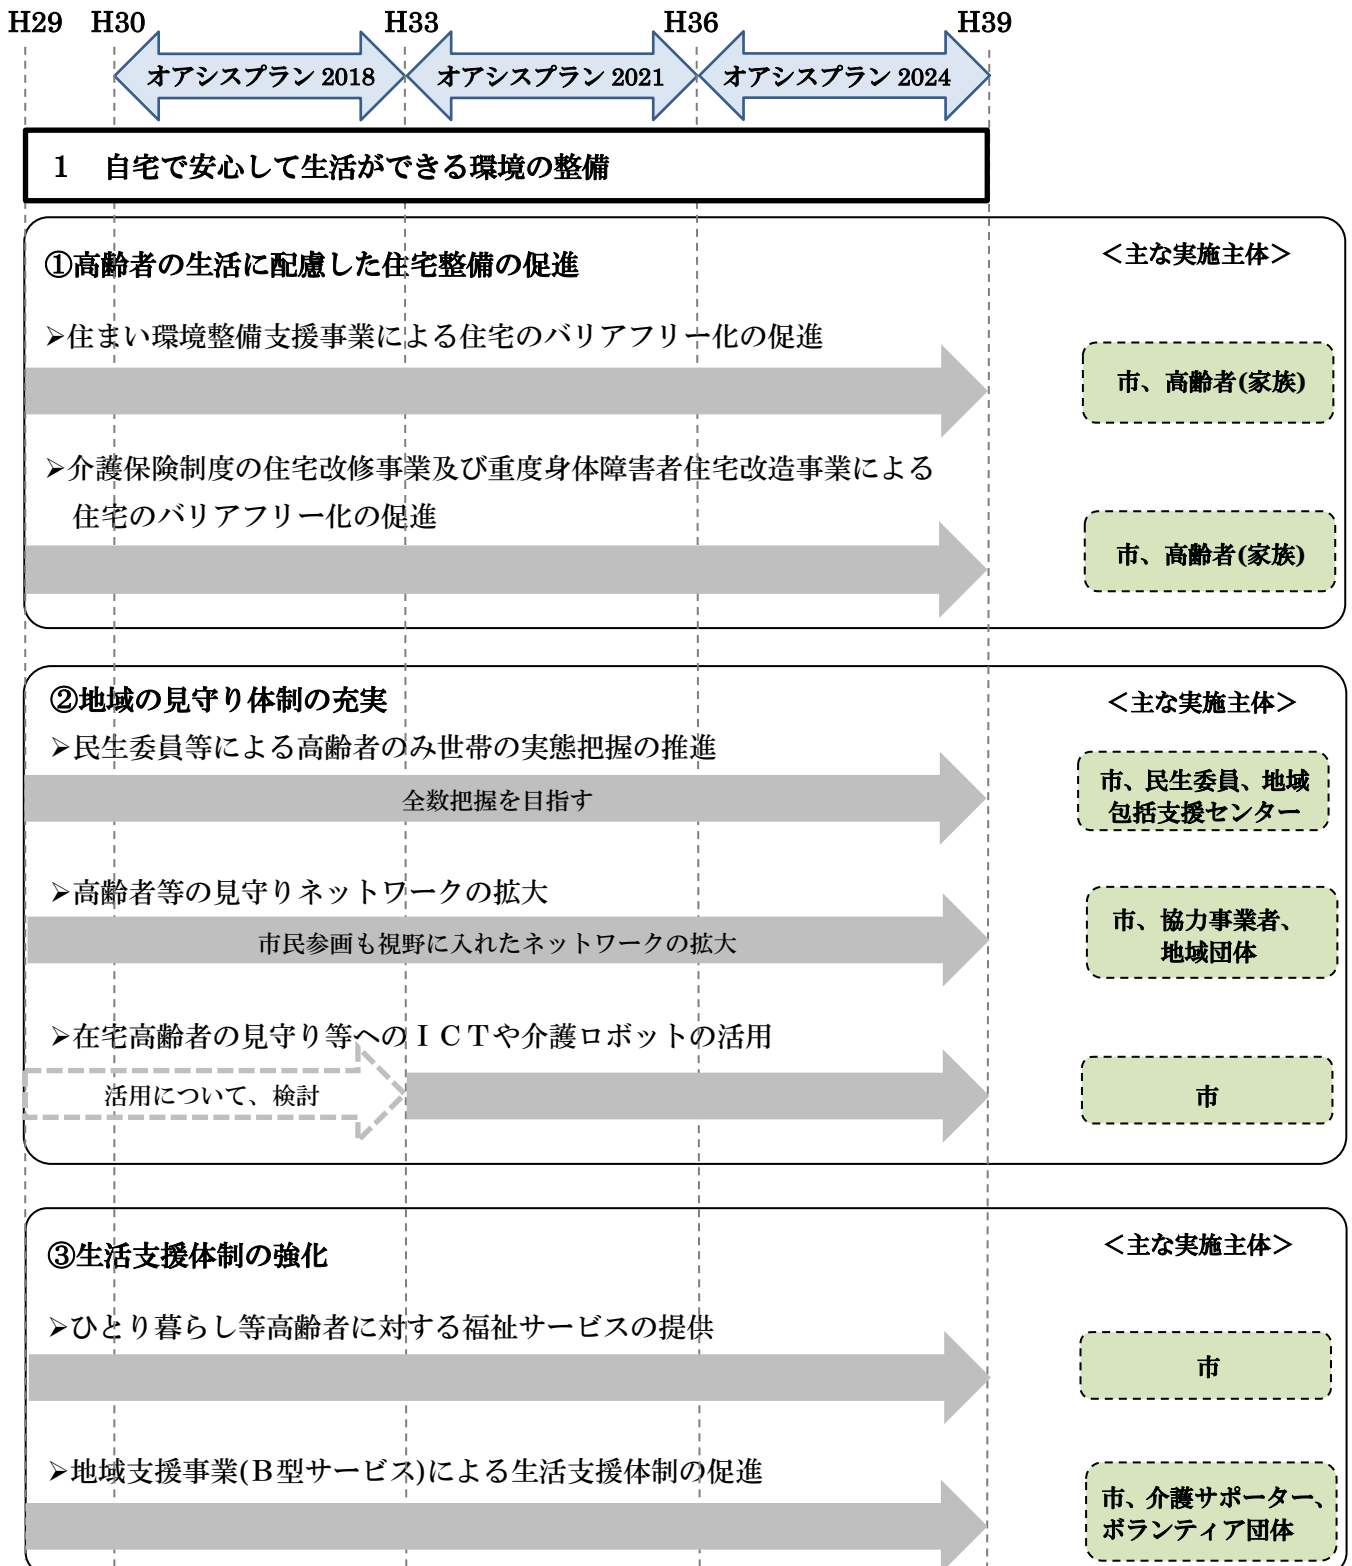 H29 H30 H33 H36 H39
オアシスプラン 2018 オアシスプラン 2021 オアシスプラン 2024
1 自宅で安心して生活ができる環境の整備
①高齢者の生活に配慮した住宅整備の促進
＜主な実施主体＞
➢住まい環境整備支援事業による住宅のバリアフリー化の促進
市、高齢者(家族)
➢介護保険制度の住宅改修事業及び重度身体障害者住宅改造事業による
住宅のバリアフリー化の促進
市、高齢者(家族)
②地域の見守り体制の充実
＜主な実施主体＞
➢民生委員等による高齢者のみ世帯の実態把握の推進
全数把握を目指す
市、民生委員、地域
包括支援センター
➢高齢者等の見守りネットワークの拡大
市民参画も視野に入れたネットワークの拡大
市、協力事業者、
地域団体
➢在宅高齢者の見守り等へのＩＣＴや介護ロボットの活用
活用について、検討
市
③生活支援体制の強化
＜主な実施主体＞
➢ひとり暮らし等高齢者に対する福祉サービスの提供
市
➢地域支援事業(Ｂ型サービス)による生活支援体制の促進
市、介護サポーター、
ボランティア団体